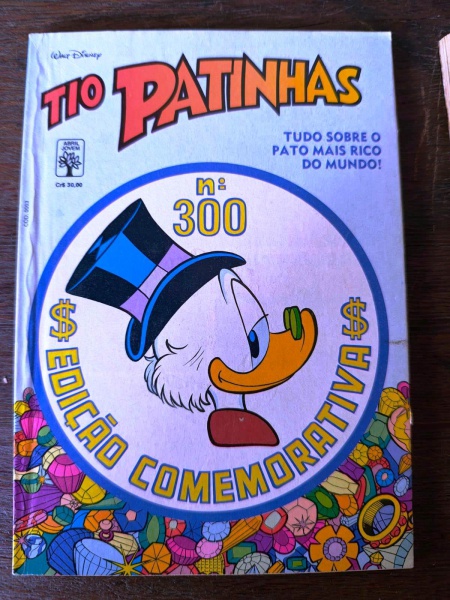 Walt Disney
TIO PATINHAS
TUDO SOBRE O
PATO MAIS RICO
DO MUNDO!
ABRIL
JOVEM
Cr$ 30,00
nº
300
$ EDIÇÃO COMEMORATIVA $